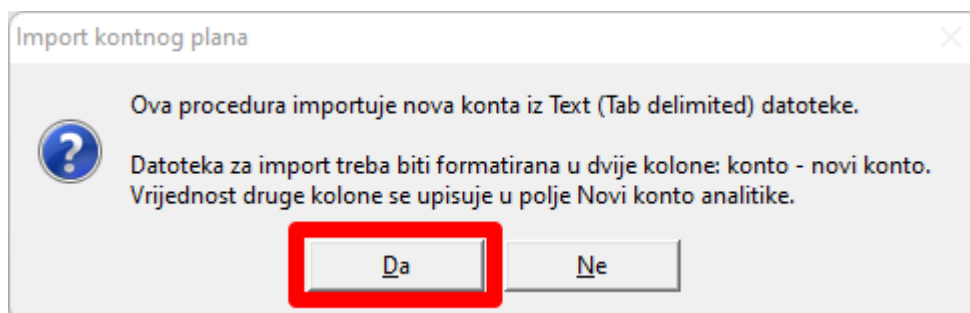 Import kontnog plana
Ova procedura importuje nova konta iz Text (Tab delimited) datoteke.
Datoteka za import treba biti formatirana u dvije kolone: konto - novi konto.
Vrijednost druge kolone se upisuje u polje Novi konto analitike.
Da
Ne